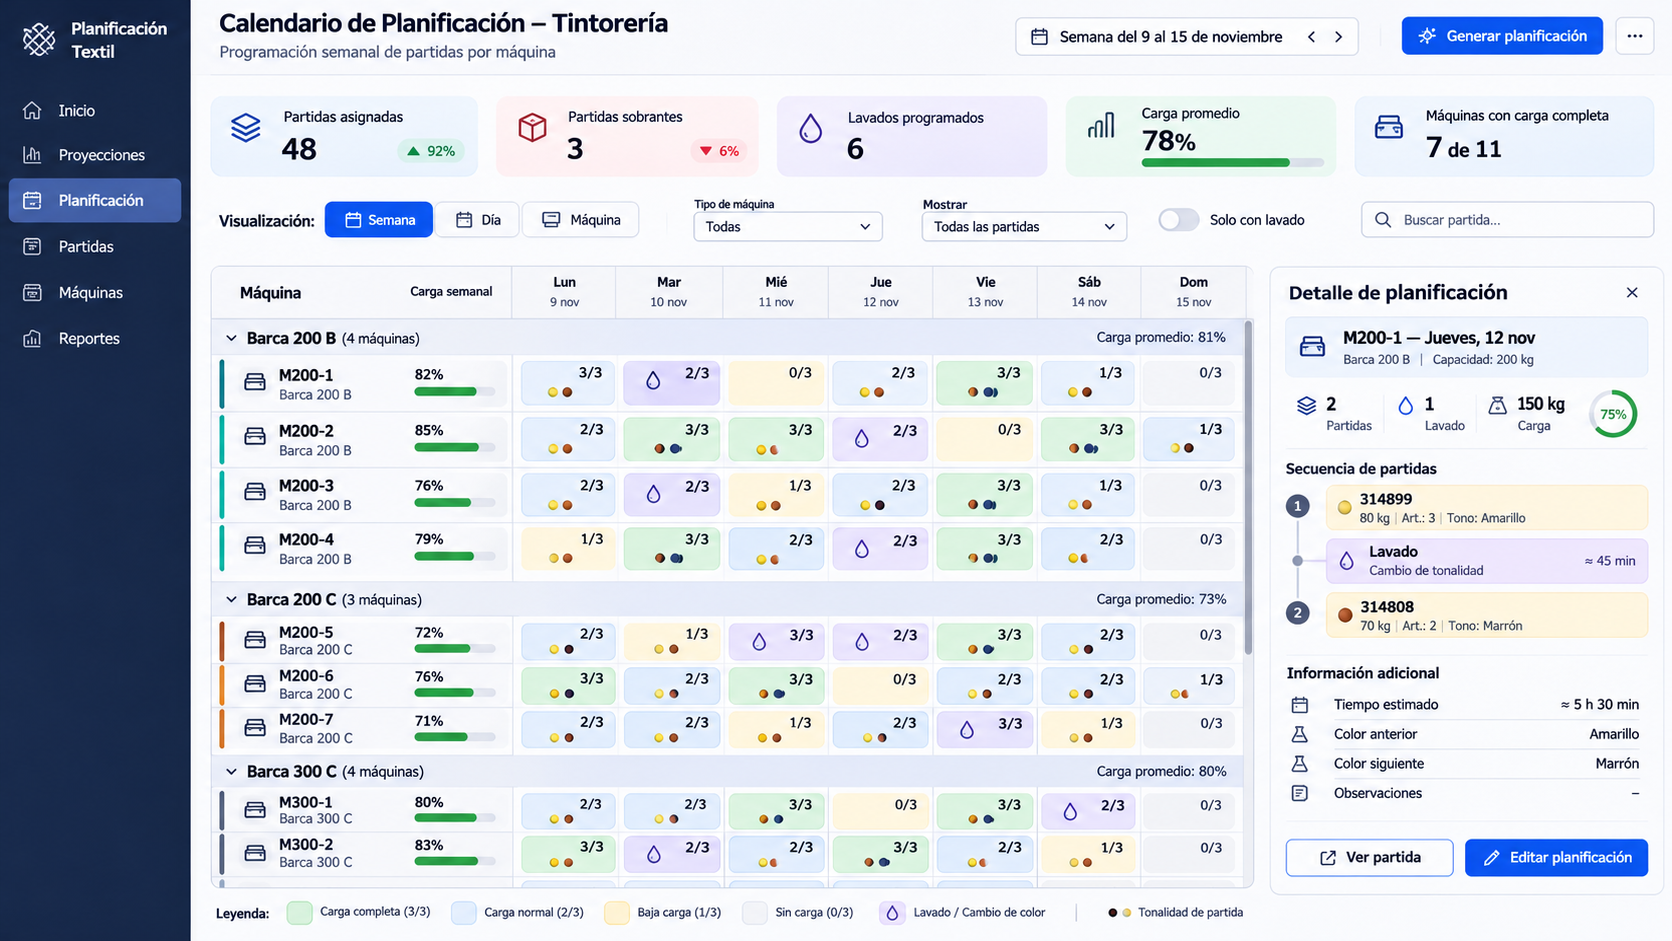 Planificación
Textil
Inicio
Proyecciones
Planificación
Partidas
Máquinas
Reportes
Calendario de Planificación – Tintorería
Programación semanal de partidas por máquina
Semana del 9 al 15 de noviembre
Generar planificación
Partidas asignadas
48
92%
Partidas sobrantes
3
6%
Lavados programados
6
Carga promedio
78%
Máquinas con carga completa
7 de 11
Visualización:
Semana
Día
Máquina
Tipo de máquina
Todas
Mostrar
Todas las partidas
Solo con lavado
Buscar partida...
Máquina Carga semanal Lun Mar Mié Jue Vie Sáb Dom
9 nov 10 nov 11 nov 12 nov 13 nov 14 nov 15 nov
Barca 200 B (4 máquinas) Carga promedio: 81%
M200-1 82% 3/3 2/3 0/3 2/3 3/3 1/3 0/3
Barca 200 B
M200-2 85% 2/3 3/3 3/3 2/3 0/3 3/3 1/3
Barca 200 B
M200-3 76% 2/3 2/3 1/3 2/3 3/3 1/3 0/3
Barca 200 B
M200-4 79% 1/3 3/3 2/3 2/3 3/3 2/3 0/3
Barca 200 B
Barca 200 C (3 máquinas) Carga promedio: 73%
M200-5 72% 2/3 1/3 3/3 2/3 3/3 2/3 0/3
Barca 200 C
M200-6 76% 3/3 2/3 3/3 0/3 2/3 2/3 1/3
Barca 200 C
M200-7 71% 2/3 2/3 1/3 2/3 3/3 1/3 0/3
Barca 200 C
Barca 300 C (4 máquinas) Carga promedio: 80%
M300-1 80% 2/3 2/3 3/3 0/3 3/3 2/3 0/3
Barca 300 C
M300-2 83% 3/3 2/3 2/3 3/3 2/3 1/3 0/3
Barca 300 C
Leyenda: Carga completa (3/3) Carga normal (2/3) Baja carga (1/3) Sin carga (0/3) Lavado / Cambio de color Tonalidad de partida
Detalle de planificación
M200-1 — Jueves, 12 nov
Barca 200 B | Capacidad: 200 kg
2 Partidas
1 Lavado
150 kg Carga
75%
Secuencia de partidas
1
314899
80 kg | Art.: 3 | Tono: Amarillo
Lavado
Cambio de tonalidad
≈ 45 min
2
314808
70 kg | Art.: 2 | Tono: Marrón
Información adicional
Tiempo estimado ≈ 5 h 30 min
Color anterior Amarillo
Color siguiente Marrón
Observaciones –
Ver partida
Editar planificación